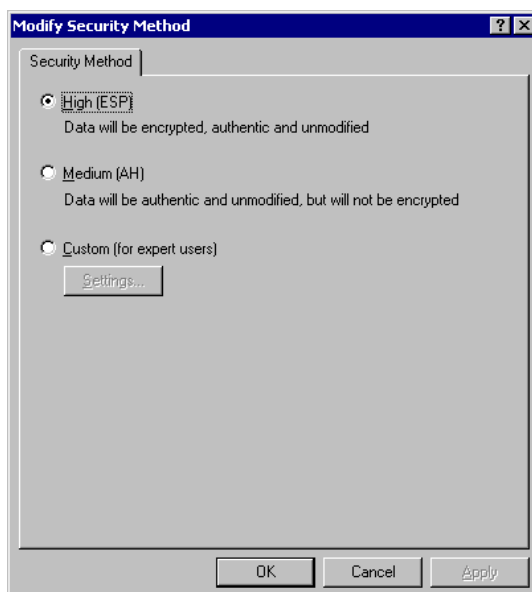 Modify Security Method
Security Method
High (ESP)
Data will be encrypted, authentic and unmodified
Medium (AH)
Data will be authentic and unmodified, but will not be encrypted
Custom (for expert users)
Settings...
OK Cancel Apply